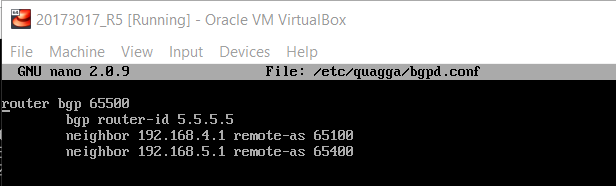 20173017_R5 [Running] - Oracle VM VirtualBox
File Machine View Input Devices Help
GNU nano 2.0.9 File: /etc/quagga/bgpd.conf
router bgp 65500
bgp router-id 5.5.5.5
neighbor 192.168.4.1 remote-as 65100
neighbor 192.168.5.1 remote-as 65400